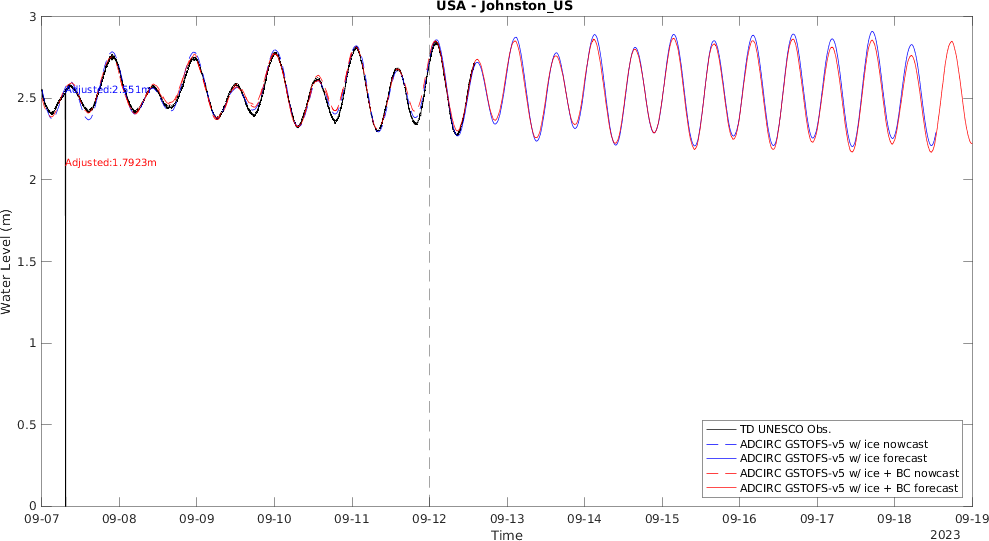 USA - Johnston_US
Water Level (m)
3
2.5
2
1.5
1
0.5
0
Adjusted:2.551m
Adjusted:1.7923m
TD UNESCO Obs.
ADCIRC GSTOFS-v5 w/ ice nowcast
ADCIRC GSTOFS-v5 w/ ice forecast
ADCIRC GSTOFS-v5 w/ ice + BC nowcast
ADCIRC GSTOFS-v5 w/ ice + BC forecast
09-07 09-08 09-09 09-10 09-11 09-12 09-13 09-14 09-15 09-16 09-17 09-18 09-19
Time
2023